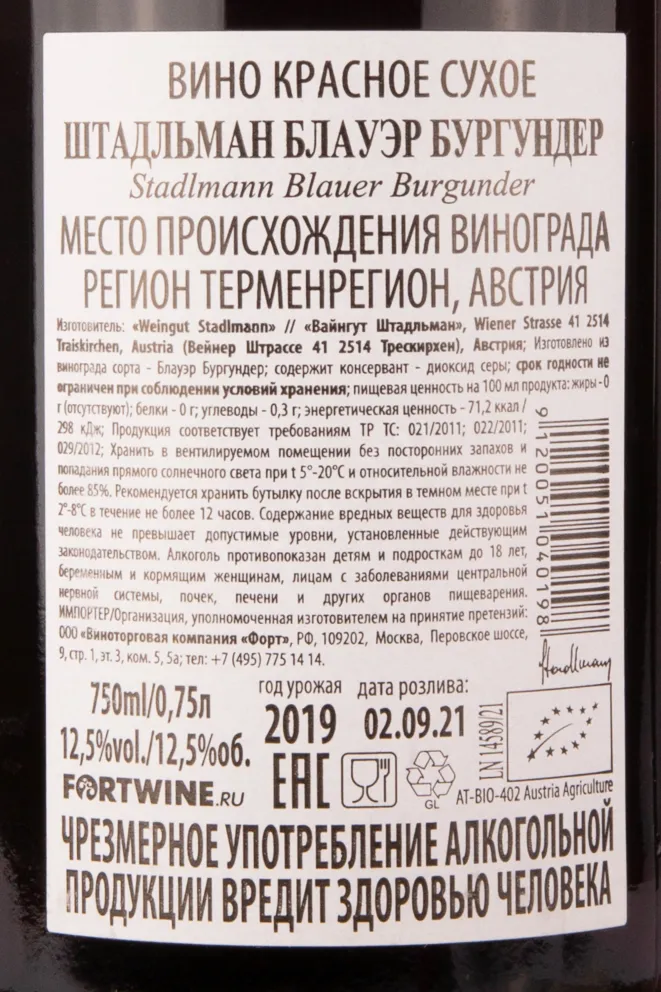 ВИНО КРАСНОЕ СУХОЕ
ШТАДЛЬМАН БЛАУЭР БУРГУНДЕР
Stadlmann Blauer Burgunder
МЕСТО ПРОИСХОЖДЕНИЯ ВИНОГРАДА
РЕГИОН ТЕРМЕНРЕГИОН, АВСТРИЯ
Изготовитель: «Weingut Stadlmann» // «Вайнгут Штадльман», Wiener Strasse 41 2514
Traiskirchen, Austria (Вейнер Штрассе 41 2514 Трескирхен), Австрия; Изготовлено из
винограда сорта - Блауэр Бургундер; содержит консервант - диоксид серы; срок годности не
ограничен при соблюдении условий хранения; пищевая ценность на 100 мл продукта: жиры - 0
г (отсутствуют); белки - 0 г; углеводы - 0,3 г; энергетическая ценность - 71,2 ккал /
298 кДж; Продукция соответствует требованиям ТР ТС: 021/2011; 022/2011;
029/2012; Хранить в вентилируемом помещении без посторонних запахов и
попадания прямого солнечного света при t 5°-20°C и относительной влажности не
более 85%. Рекомендуется хранить бутылку после вскрытия в темном месте при t
2°-8°C в течение не более 12 часов. Содержание вредных веществ для здоровья
человека не превышает допустимые уровни, установленные действующим
законодательством. Алкоголь противопоказан детям и подросткам до 18 лет,
беременным и кормящим женщинам, лицам с заболеваниями центральной
нервной системы, почек, печени и других органов пищеварения.
ИМПОРТЕР/Организация, уполномоченная изготовителем на принятие претензий:
ООО «Виноторговая компания «Форт», РФ, 109202, Москва, Перовское шоссе,
9, стр. 1, эт. 3, ком. 5, 5а; тел: +7 (495) 775 14 14.
9 120051 040198
Stadlmann
750ml/0,75л
12,5%vol./12,5%об.
FORTWINE.RU
год урожая
2019
дата розлива:
02.09.21
EAC
GL
LN 14589/21
AT-BIO-402 Austria Agriculture
ЧРЕЗМЕРНОЕ УПОТРЕБЛЕНИЕ АЛКОГОЛЬНОЙ
ПРОДУКЦИИ ВРЕДИТ ЗДОРОВЬЮ ЧЕЛОВЕКА